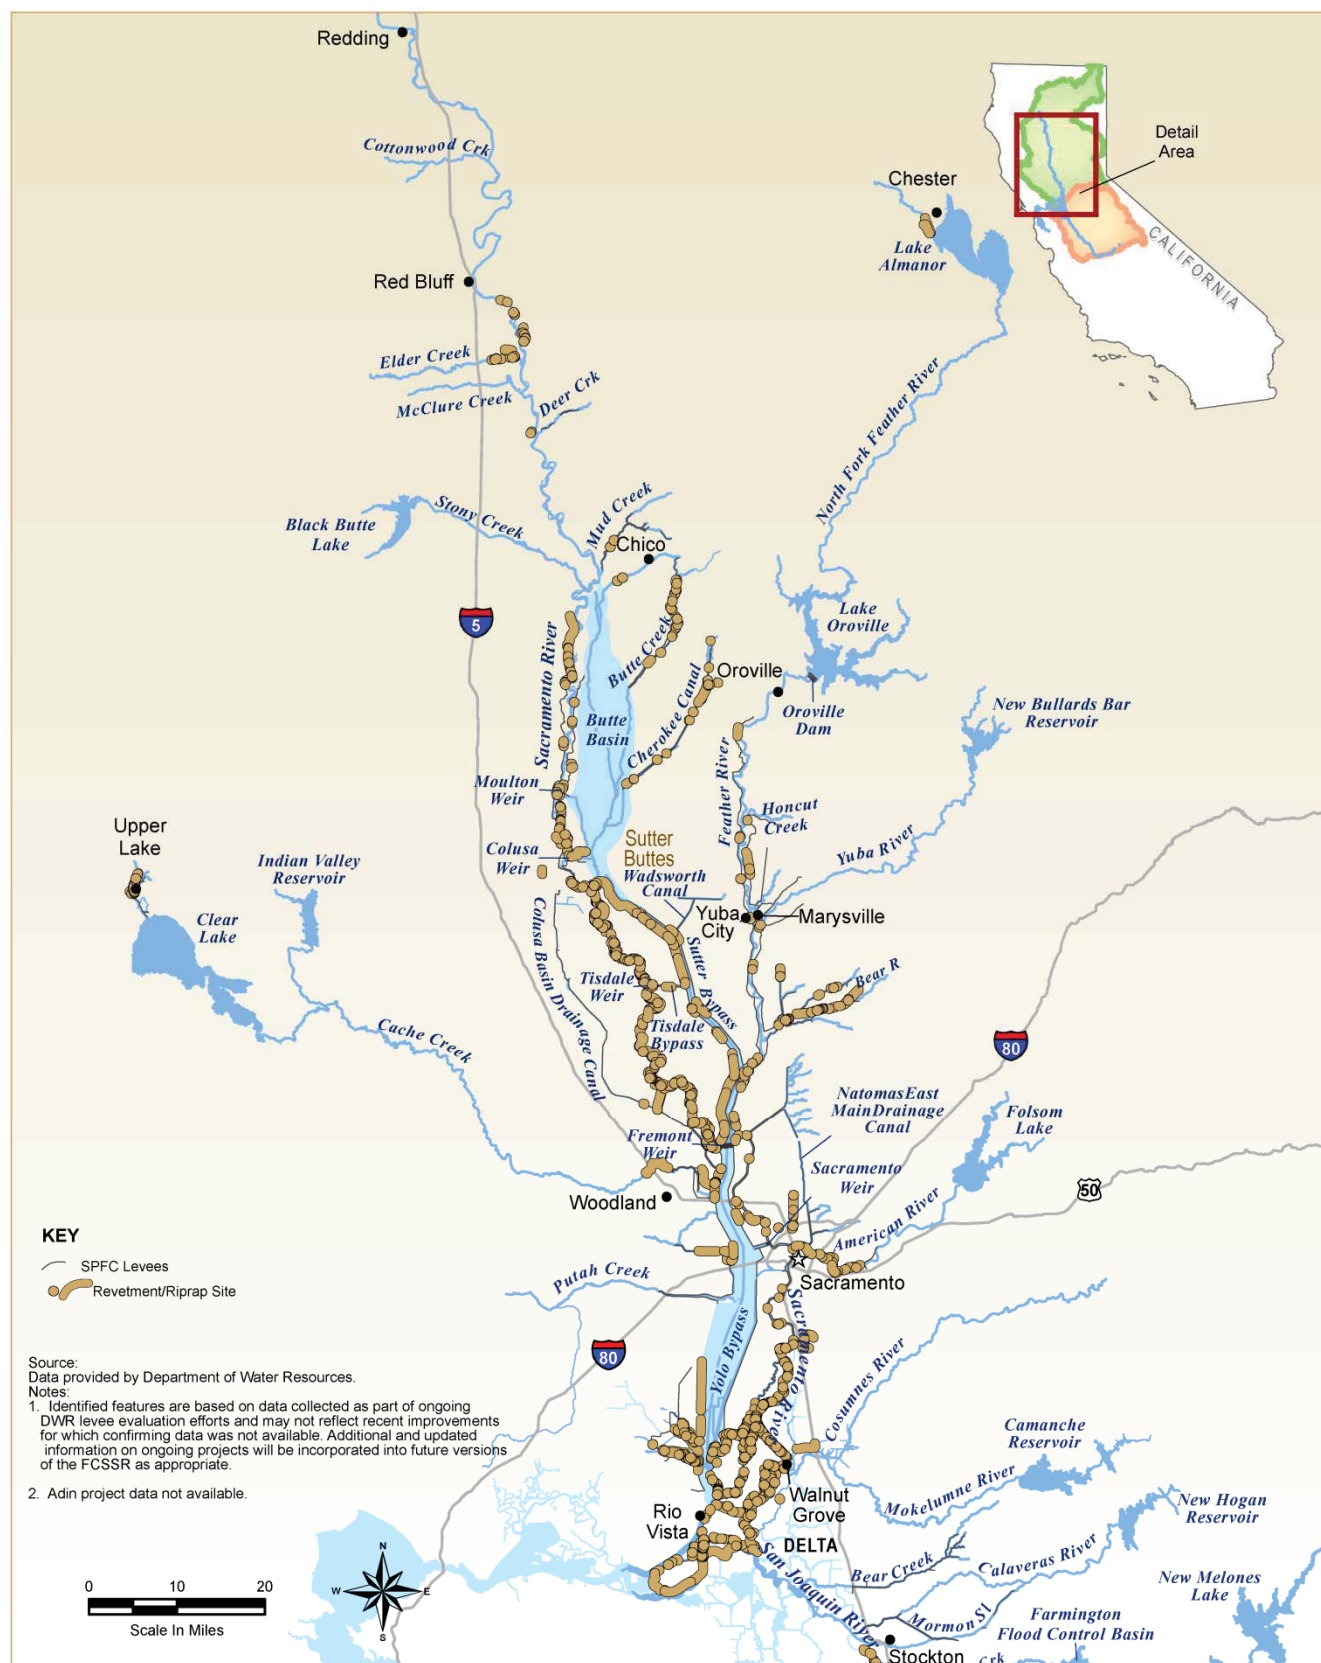 Redding
Cottonwood Crk
Detail
Area
Chester
Lake
Almanor
CALIFORNIA
Red Bluff
Elder Creek
McClure Creek
Deer Crk
North Fork Feather River
Stony Creek
Black Butte
Lake
Mud Creek
Chico
5
Sacramento River
Butte Creek
Lake
Oroville
Oroville
Oroville
Dam
New Bullards Bar
Reservoir
Butte
Basin
Cherokee Canal
Feather River
Moulton
Weir
Honcut
Creek
Yuba River
Upper
Lake
Indian Valley
Reservoir
Colusa
Weir
Sutter
Buttes
Wadsworth
Canal
Yuba
City
Marysville
Clear
Lake
Colusa Basin Drainage Canal
Sutter Bypass
Tisdale
Weir
Bear R
Tisdale
Bypass
Cache Creek
80
Natomas East
Main Drainage
Canal
Folsom
Lake
Fremont
Weir
Sacramento
Weir
Woodland
50
American River
KEY
SPFC Levees
Revetment/Riprap Site
Putah Creek
Sacramento
Yolo Bypass
Sacramento River
80
Cosumnes River
Source:
Data provided by Department of Water Resources.
Notes:
1. Identified features are based on data collected as part of ongoing
DWR levee evaluation efforts and may not reflect recent improvements
for which confirming data was not available. Additional and updated
information on ongoing projects will be incorporated into future versions
of the FCSSR as appropriate.
2. Adin project data not available.
Camanche
Reservoir
Mokelumne River
Walnut
Grove
New Hogan
Reservoir
Rio
Vista
DELTA
Bear Creek
Calaveras River
San Joaquin River
New Melones
Lake
Mormon Sl
Farmington
Flood Control Basin
Stockton
Crk
N
W
E
S
0 10 20
Scale In Miles